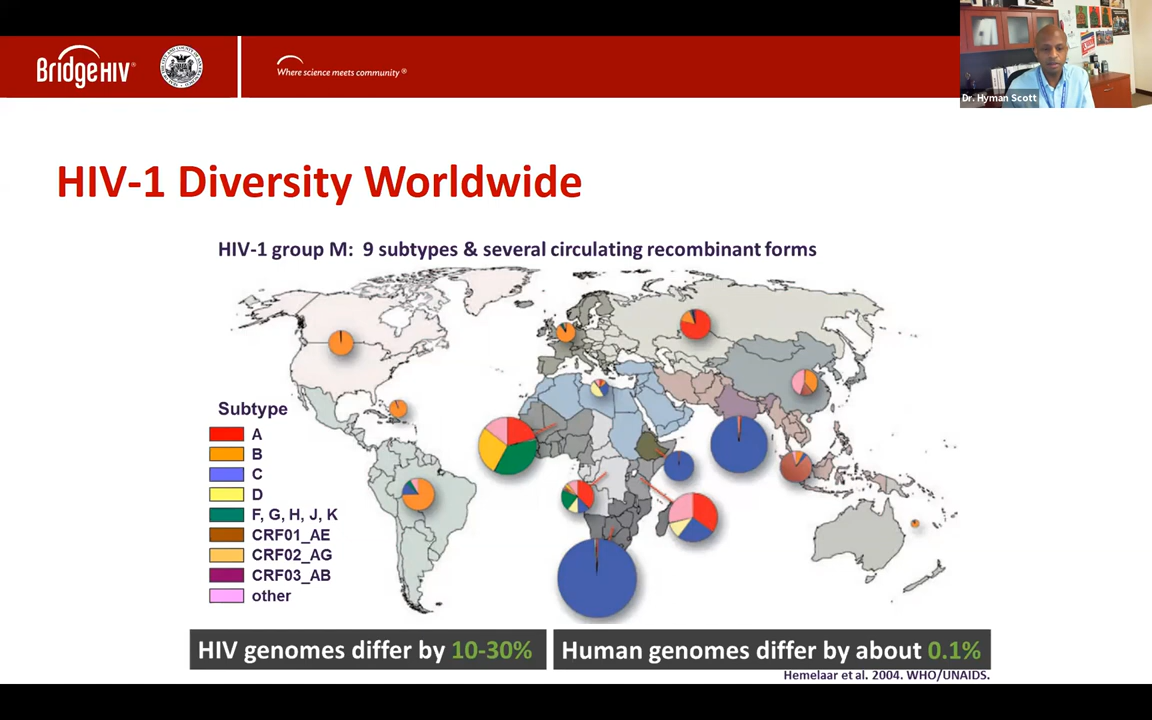 BridgeHIV®
Where science meets community®
Dr. Hyman Scott
HIV-1 Diversity Worldwide
HIV-1 group M: 9 subtypes & several circulating recombinant forms
Subtype
A
B
C
D
F, G, H, J, K
CRF01_AE
CRF02_AG
CRF03_AB
other
HIV genomes differ by 10-30%
Human genomes differ by about 0.1%
Hemelaar et al. 2004. WHO/UNAIDS.